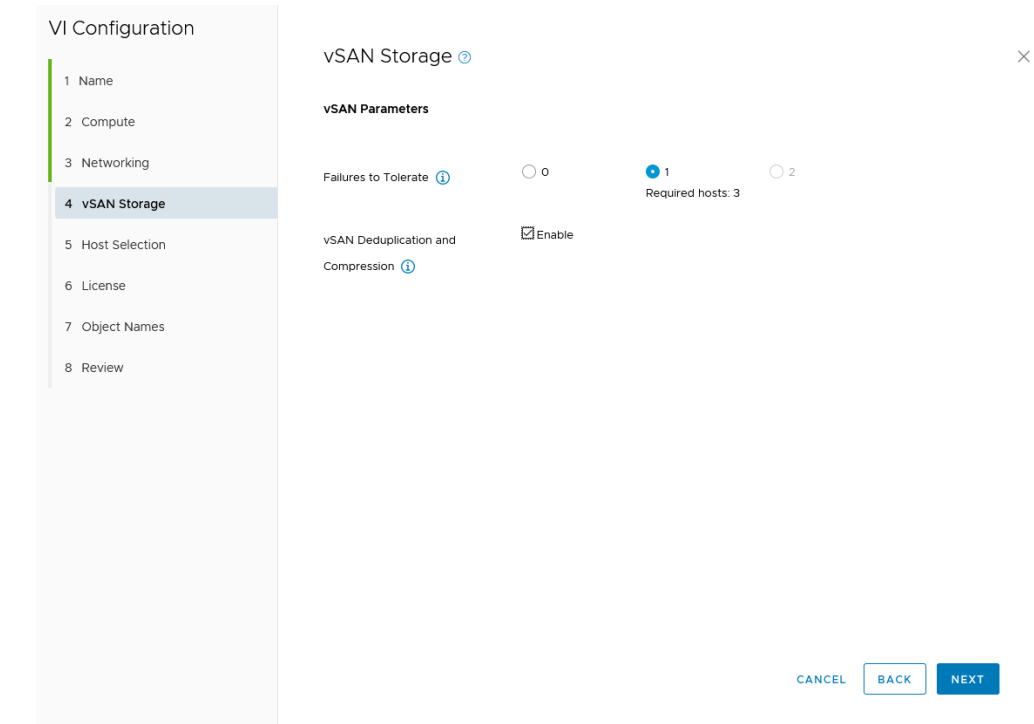 VI Configuration
1 Name
2 Compute
3 Networking
4 vSAN Storage
5 Host Selection
6 License
7 Object Names
8 Review
vSAN Storage
vSAN Parameters
Failures to Tolerate
0
1
2
Required hosts: 3
vSAN Deduplication and
Compression
Enable
CANCEL
BACK
NEXT